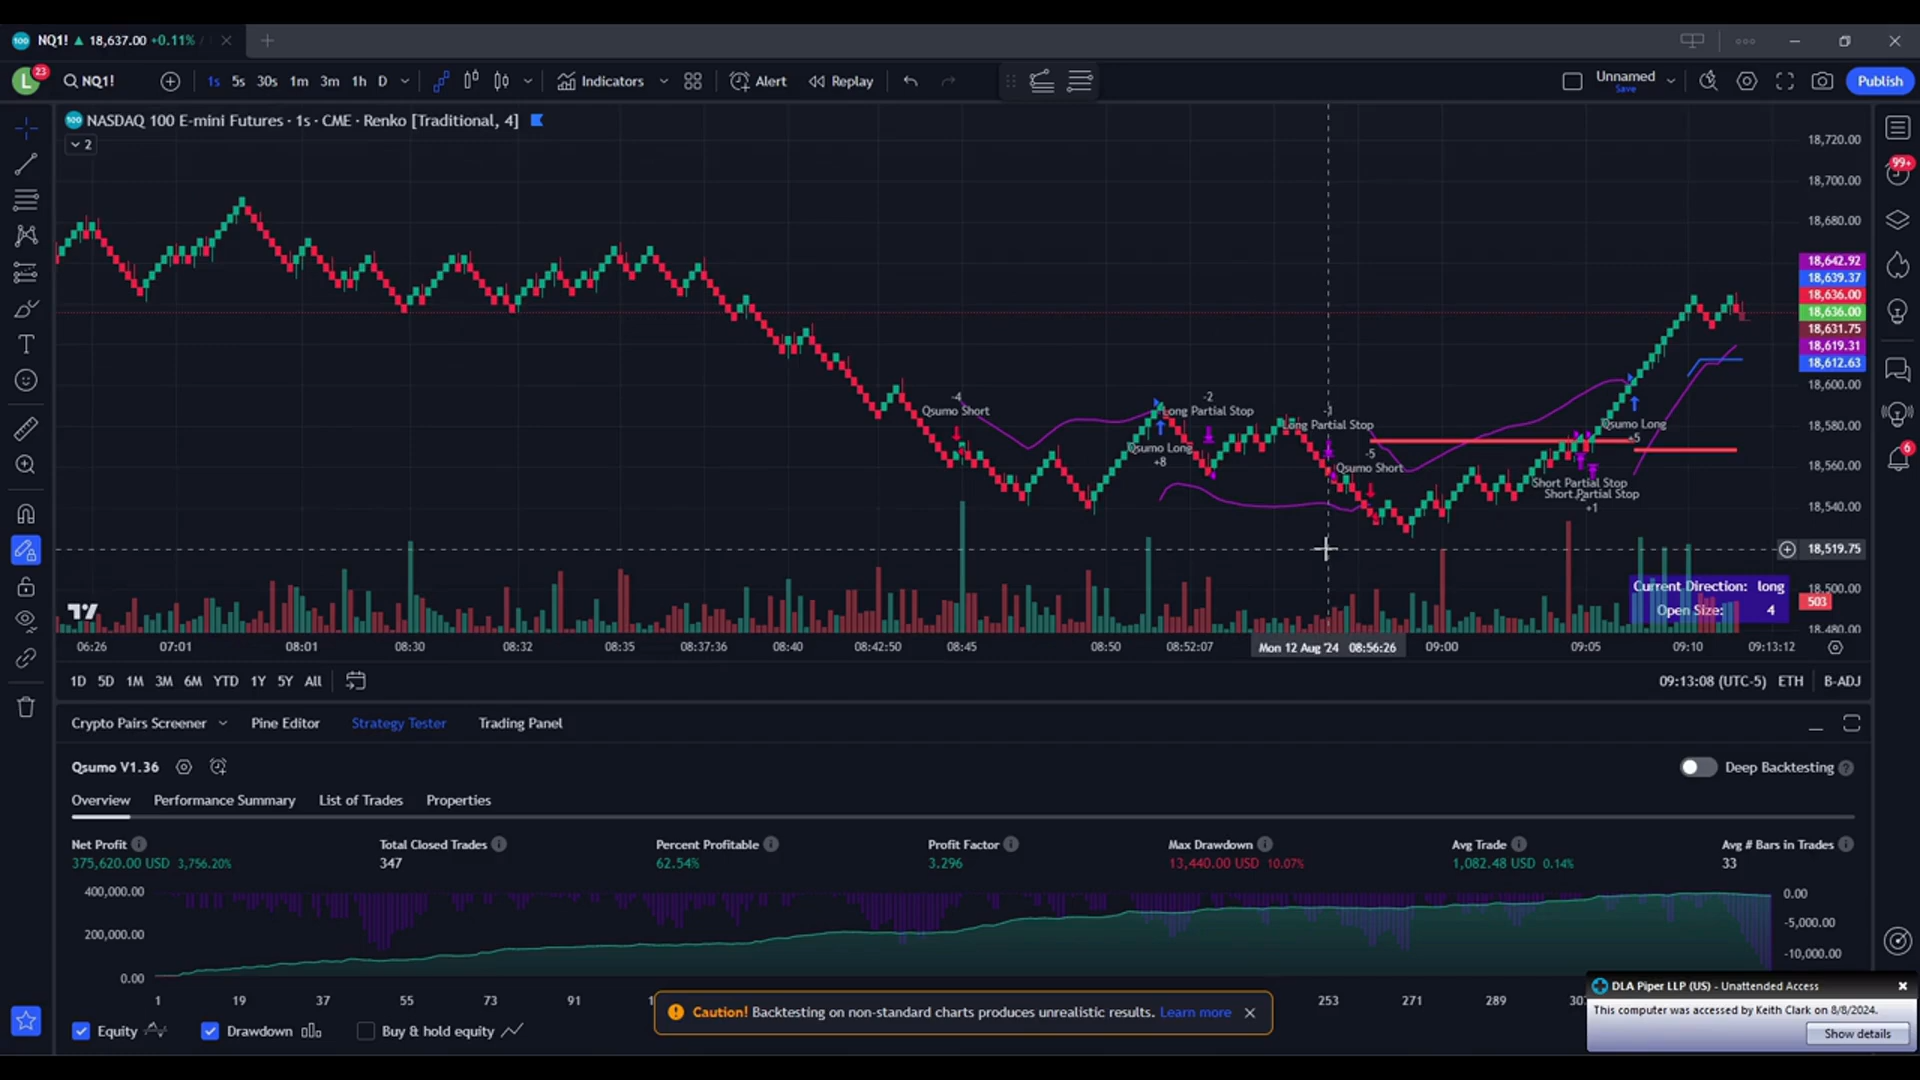 NQ1! ▲ 18,637.00 +0.11% /
L 23 NQ1! 1s 5s 30s 1m 3m 1h D Indicators Alert Replay Unnamed Save Publish
NASDAQ 100 E-mini Futures · 1s · CME · Renko [Traditional, 4]
2
18,720.00
18,700.00
18,680.00
18,642.92
18,639.37
18,636.00
18,636.00
18,631.75
18,619.31
18,612.63
18,600.00
18,580.00
18,560.00
18,540.00
18,519.75
18,500.00
503
18,480.00
99+
6
-4
Qsumo Short
Qsumo Long
+8
-2
Long Partial Stop
-1
Long Partial Stop
-5
Qsumo Short
Short Partial Stop
Short Partial Stop
+1
Qsumo Long
+5
Current Direction: long
Open Size: 4
06:26 07:01 08:01 08:30 08:32 08:35 08:37:36 08:40 08:42:50 08:45 08:50 08:52:07 Mon 12 Aug '24 08:56:26 09:00 09:05 09:10 09:13:12
1D 5D 1M 3M 6M YTD 1Y 5Y All 09:13:08 (UTC-5) ETH B-ADJ
Crypto Pairs Screener Pine Editor Strategy Tester Trading Panel
Qsumo V1.36 Deep Backtesting
Overview Performance Summary List of Trades Properties
Net Profit Total Closed Trades Percent Profitable Profit Factor Max Drawdown Avg Trade Avg # Bars in Trades
375,620.00 USD 3,756.20% 347 62.54% 3.296 13,440.00 USD 10.07% 1,082.48 USD 0.14% 33
400,000.00 0.00
200,000.00 -5,000.00
0.00 -10,000.00
1 19 37 55 73 91 253 271 289
Caution! Backtesting on non-standard charts produces unrealistic results. Learn more
Equity Drawdown Buy & hold equity
DLA Piper LLP (US) - Unattended Access
This computer was accessed by Keith Clark on 8/8/2024.
Show details